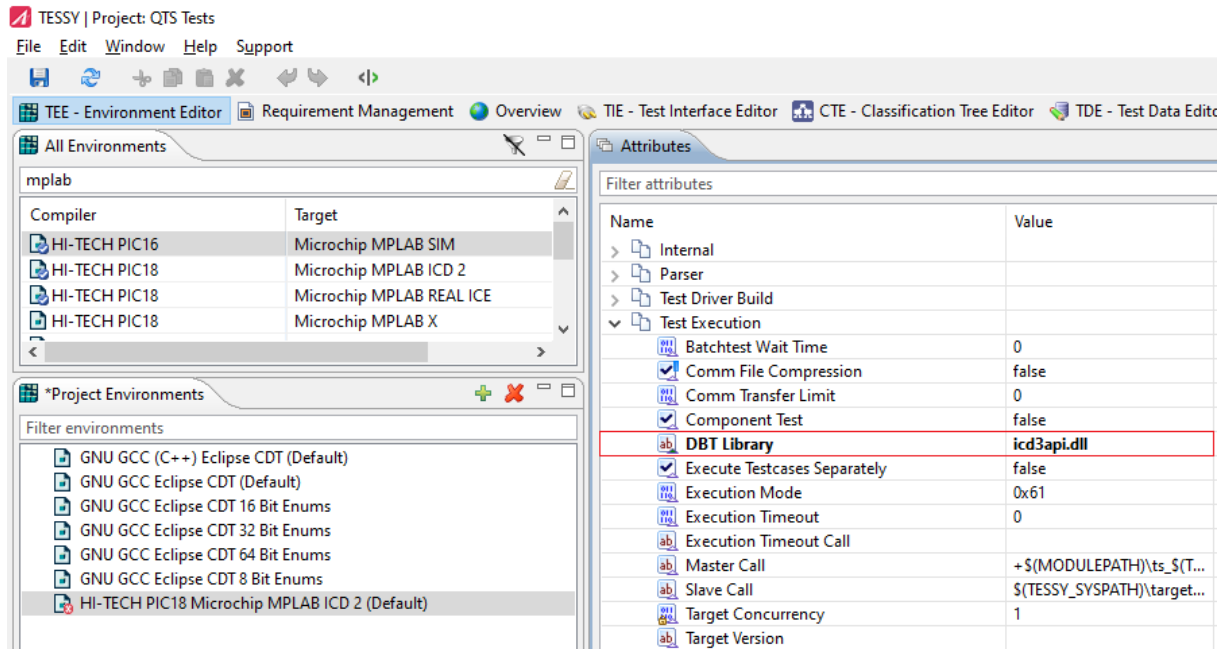 TESSY | Project: QTS Tests
File Edit Window Help Support
TEE - Environment Editor Requirement Management Overview TIE - Test Interface Editor CTE - Classification Tree Editor TDE - Test Data Edito
All Environments
mplab
Compiler Target
HI-TECH PIC16 Microchip MPLAB SIM
HI-TECH PIC18 Microchip MPLAB ICD 2
HI-TECH PIC18 Microchip MPLAB REAL ICE
HI-TECH PIC18 Microchip MPLAB X
*Project Environments
Filter environments
GNU GCC (C++) Eclipse CDT (Default)
GNU GCC Eclipse CDT (Default)
GNU GCC Eclipse CDT 16 Bit Enums
GNU GCC Eclipse CDT 32 Bit Enums
GNU GCC Eclipse CDT 64 Bit Enums
GNU GCC Eclipse CDT 8 Bit Enums
HI-TECH PIC18 Microchip MPLAB ICD 2 (Default)
Attributes
Filter attributes
Name Value
Internal
Parser
Test Driver Build
Test Execution
Batchtest Wait Time 0
Comm File Compression false
Comm Transfer Limit 0
Component Test false
DBT Library icd3api.dll
Execute Testcases Separately false
Execution Mode 0x61
Execution Timeout 0
Execution Timeout Call
Master Call +$(MODULEPATH)\ts_$(T...
Slave Call $(TESSY_SYSPATH)\target...
Target Concurrency 1
Target Version